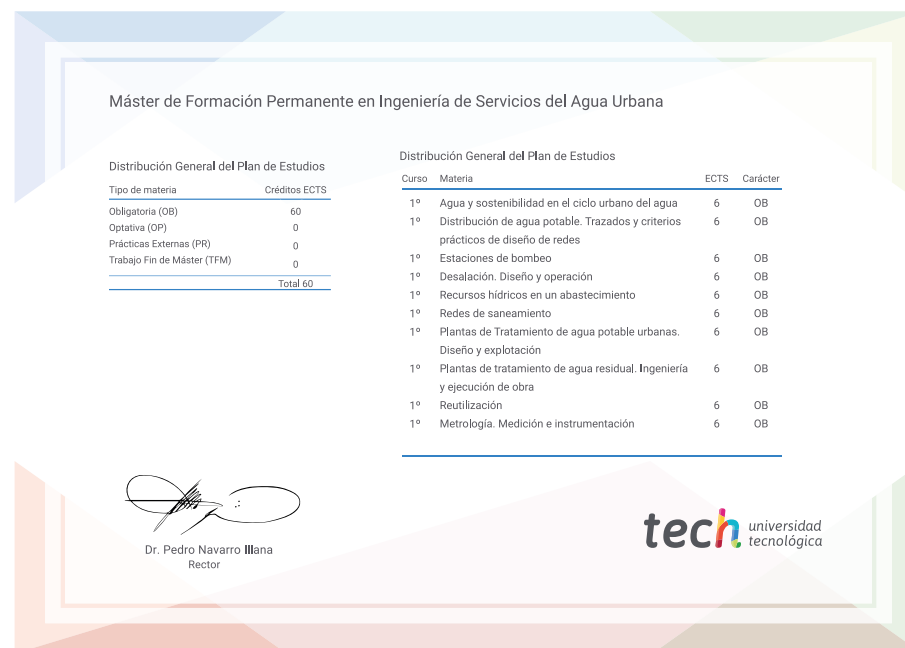 Máster de Formación Permanente en Ingeniería de Servicios del Agua Urbana
Distribución General del Plan de Estudios
Tipo de materia Créditos ECTS
Obligatoria (OB) 60
Optativa (OP) 0
Prácticas Externas (PR) 0
Trabajo Fin de Máster (TFM) 0
Total 60
Distribución General del Plan de Estudios
Curso Materia ECTS Carácter
1º Agua y sostenibilidad en el ciclo urbano del agua 6 OB
1º Distribución de agua potable. Trazados y criterios 6 OB
prácticos de diseño de redes
1º Estaciones de bombeo 6 OB
1º Desalación. Diseño y operación 6 OB
1º Recursos hídricos en un abastecimiento 6 OB
1º Redes de saneamiento 6 OB
1º Plantas de Tratamiento de agua potable urbanas. 6 OB
Diseño y explotación
1º Plantas de tratamiento de agua residual. Ingeniería 6 OB
y ejecución de obra
1º Reutilización 6 OB
1º Metrología. Medición e instrumentación 6 OB
Dr. Pedro Navarro Illana
Rector
tech universidad
tecnológica